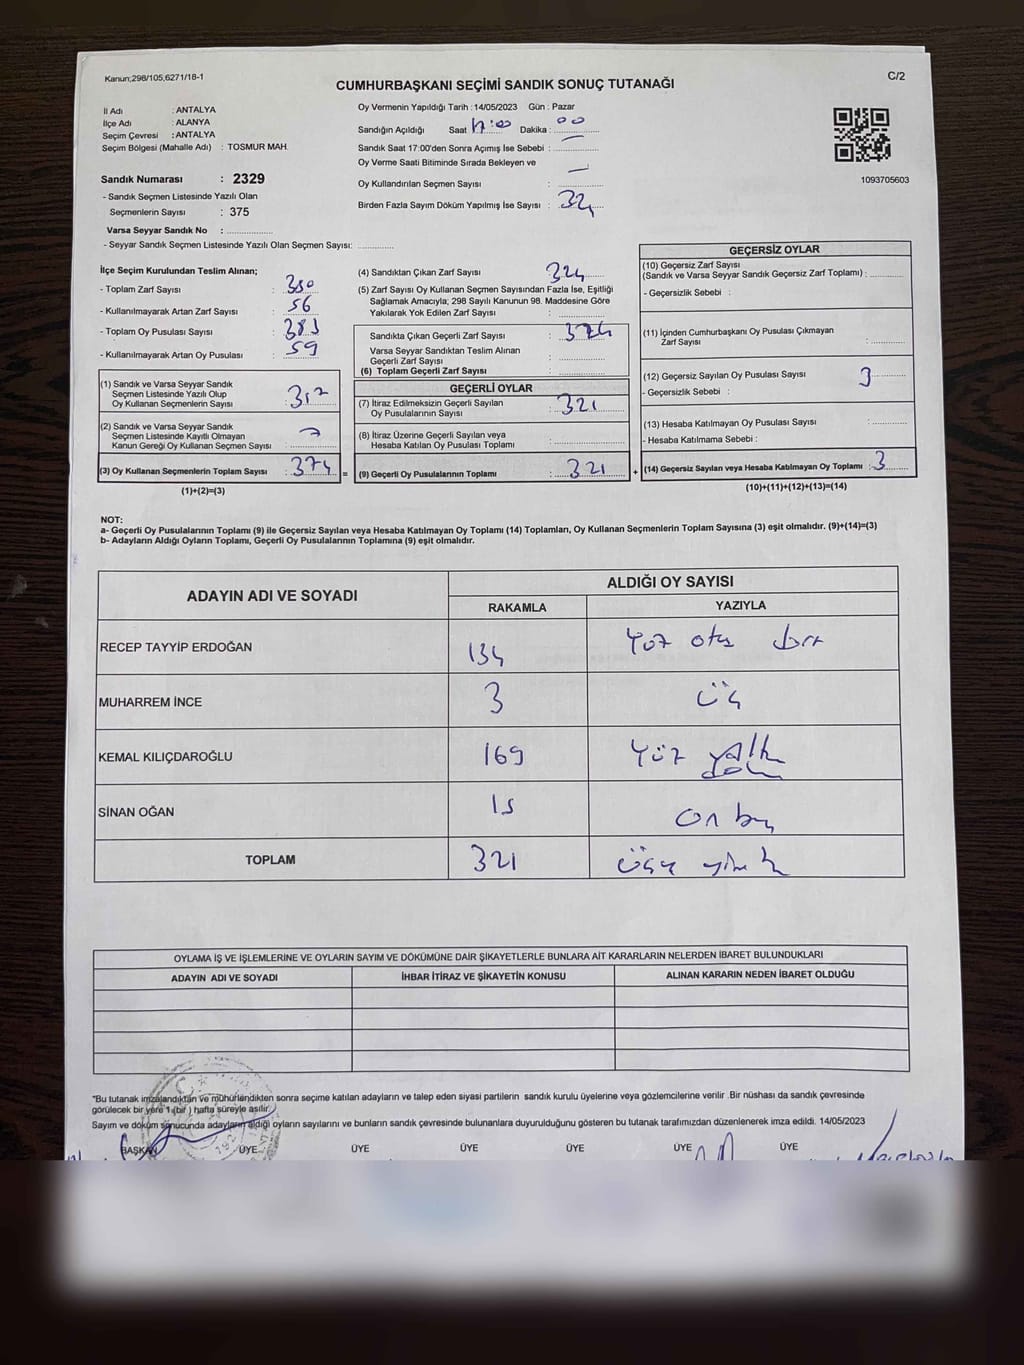 Kanun;298/105,6271/18-1
C/2
CUMHURBAŞKANI SEÇİMİ SANDIK SONUÇ TUTANAĞI
İl Adı : ANTALYA
İlçe Adı : ALANYA
Seçim Çevresi : ANTALYA
Seçim Bölgesi (Mahalle Adı) : TOSMUR MAH.
Sandık Numarası : 2329
- Sandık Seçmen Listesinde Yazılı Olan
Seçmenlerin Sayısı : 375
Varsa Seyyar Sandık No :
- Seyyar Sandık Seçmen Listesinde Yazılı Olan Seçmen Sayısı:
Oy Vermenin Yapıldığı Tarih : 14/05/2023 Gün : Pazar
Sandığın Açıldığı Saat Dakika : 00
Sandık Saat 17:00'den Sonra Açımış İse Sebebi :
Oy Verme Saati Bitiminde Sırada Bekleyen ve
Oy Kullandırılan Seçmen Sayısı : —
Birden Fazla Sayım Döküm Yapılmış İse Sayısı : 324
1093705603
İlçe Seçim Kurulundan Teslim Alınan;
- Toplam Zarf Sayısı : 380
- Kullanılmayarak Artan Zarf Sayısı : 56
- Toplam Oy Pusulası Sayısı : 383
- Kullanılmayarak Artan Oy Pusulası : 59
(1) Sandık ve Varsa Seyyar Sandık
Seçmen Listesinde Yazılı Olup
Oy Kullanan Seçmenlerin Sayısı :
(2) Sandık ve Varsa Seyyar Sandık
Seçmen Listesinde Kayıtlı Olmayan
Kanun Gereği Oy Kullanan Seçmen Sayısı :
(3) Oy Kullanan Seçmenlerin Toplam Sayısı : 374 =
(1)+(2)=(3)
(4) Sandıktan Çıkan Zarf Sayısı : 324
(5) Zarf Sayısı Oy Kullanan Seçmen Sayısından Fazla İse, Eşitliği
Sağlamak Amacıyla; 298 Sayılı Kanunun 98. Maddesine Göre
Yakılarak Yok Edilen Zarf Sayısı :
Sandıkta Çıkan Geçerli Zarf Sayısı : 374
Varsa Seyyar Sandıktan Teslim Alınan
Geçerli Zarf Sayısı :
(6) Toplam Geçerli Zarf Sayısı :
GEÇERLİ OYLAR
(7) İtiraz Edilmeksizin Geçerli Sayılan
Oy Pusulalarının Sayısı : 321
(8) İtiraz Üzerine Geçerli Sayılan veya
Hesaba Katılan Oy Pusulası Toplamı :
(9) Geçerli Oy Pusulalarının Toplamı : 321 +
GEÇERSİZ OYLAR
(10) Geçersiz Zarf Sayısı
(Sandık ve Varsa Seyyar Sandık Geçersiz Zarf Toplamı) :
- Geçersizlik Sebebi :
(11) İçinden Cumhurbaşkanı Oy Pusulası Çıkmayan
Zarf Sayısı :
(12) Geçersiz Sayılan Oy Pusulası Sayısı : 3
- Geçersizlik Sebebi :
(13) Hesaba Katılmayan Oy Pusulası Sayısı :
- Hesaba Katılmama Sebebi :
(14) Geçersiz Sayılan veya Hesaba Katılmayan Oy Toplamı : 3
(10)+(11)+(12)+(13)=(14)
NOT:
a- Geçerli Oy Pusulalarının Toplamı (9) ile Geçersiz Sayılan veya Hesaba Katılmayan Oy Toplamı (14) Toplamları, Oy Kullanan Seçmenlerin Toplam Sayısına (3) eşit olmalıdır. (9)+(14)=(3)
b- Adayların Aldığı Oyların Toplamı, Geçerli Oy Pusulalarının Toplamına (9) eşit olmalıdır.
ADAYIN ADI VE SOYADI ALDIĞI OY SAYISI
RAKAMLA YAZIYLA
RECEP TAYYİP ERDOĞAN 134 Yüz otuz dört
MUHARREM İNCE 3 üç
KEMAL KILIÇDAROĞLU 169 Yüz
SİNAN OĞAN 15 on beş
TOPLAM 321
OYLAMA İŞ VE İŞLEMLERİNE VE OYLARIN SAYIM VE DÖKÜMÜNE DAİR ŞİKAYETLERLE BUNLARA AİT KARARLARIN NELERDEN İBARET BULUNDUKLARI
ADAYIN ADI VE SOYADI İHBAR İTİRAZ VE ŞİKAYETİN KONUSU ALINAN KARARIN NEDEN İBARET OLDUĞU
"Bu tutanak imzalandıktan ve mühürlendikten sonra seçime katılan adayların ve talep eden siyasi partilerin sandık kurulu üyelerine veya gözlemcilerine verilir .Bir nüshası da sandık çevresinde
görülecek bir yere 1 (bir ) hafta süreyle asılır.
Sayım ve döküm sonucunda adayların aldığı oyların sayılarını ve bunların sandık çevresinde bulunanlara duyurulduğunu gösteren bu tutanak tarafımızdan düzenlenerek imza edildi. 14/05/2023
BAŞKAN ÜYE ÜYE ÜYE ÜYE ÜYE ÜYE